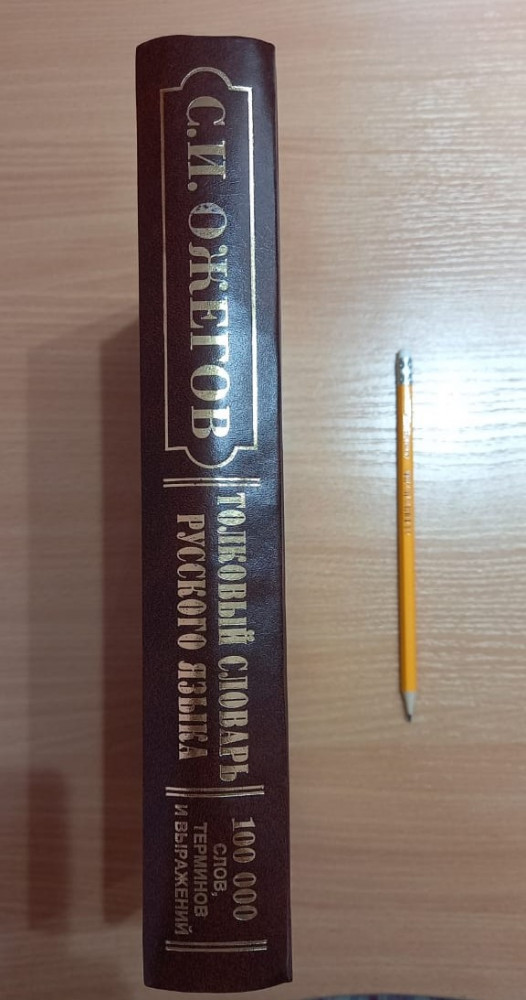 С.И. ОЖЕГОВ
ТОЛКОВЫЙ СЛОВАРЬ
РУССКОГО ЯЗЫКА
100 000
СЛОВ,
ТЕРМИНОВ
И ВЫРАЖЕНИЙ